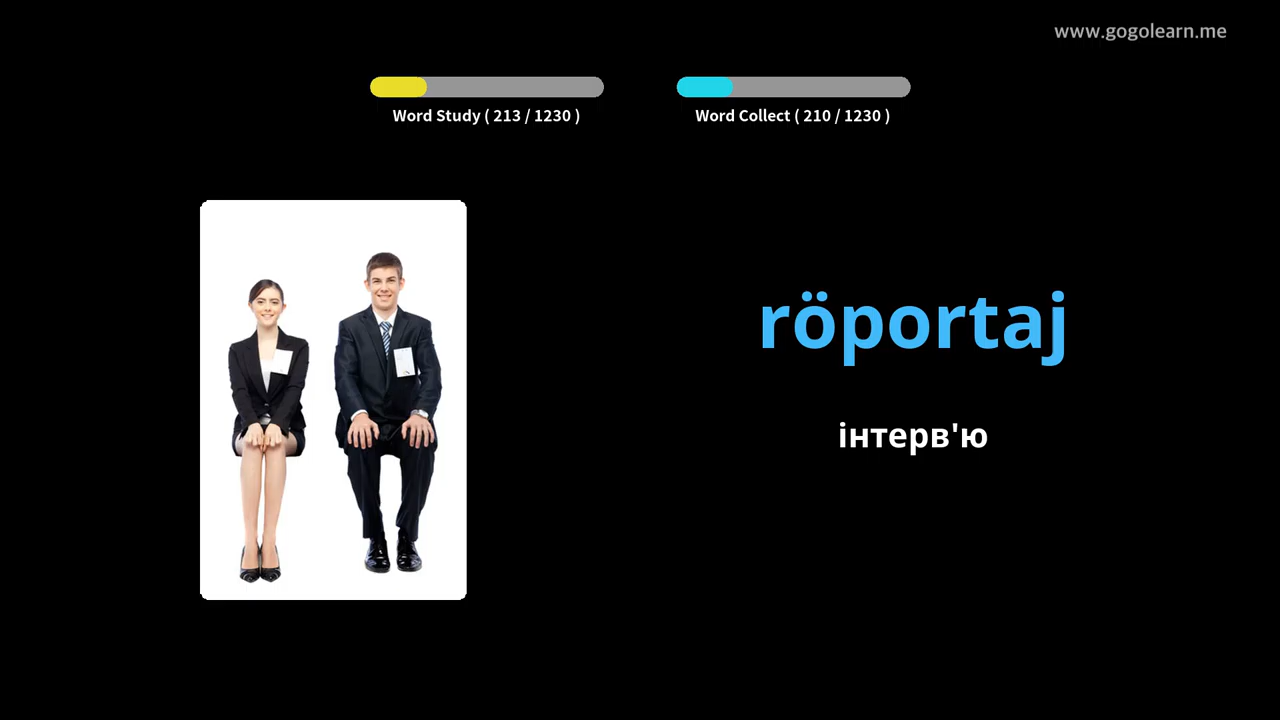 www.gogolearn.me
Word Study ( 213 / 1230 )
Word Collect ( 210 / 1230 )
röportaj
інтерв'ю